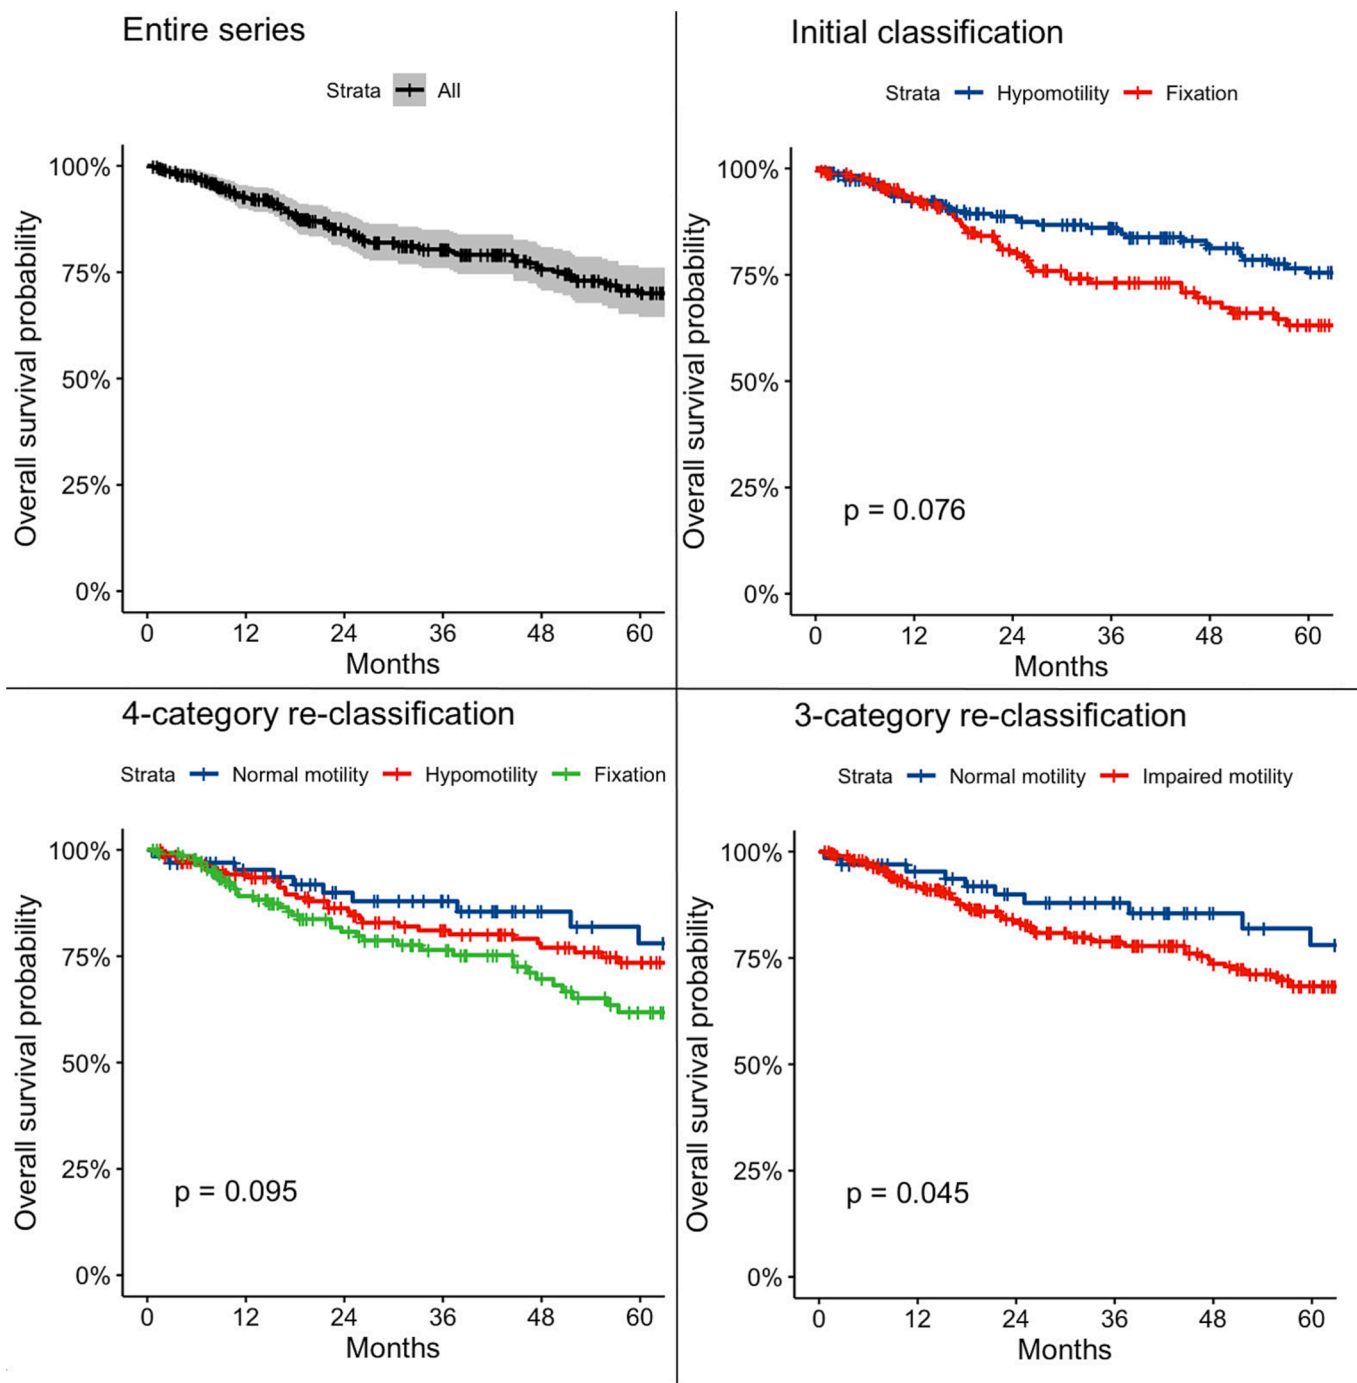 Entire series
Strata All
Overall survival probability
100%
75%
50%
25%
0%
0 12 24 36 48 60
Months
Initial classification
Strata Hypomotility Fixation
Overall survival probability
100%
75%
50%
25%
0%
p = 0.076
0 12 24 36 48 60
Months
4-category re-classification
Strata Normal motility Hypomotility Fixation
Overall survival probability
100%
75%
50%
25%
0%
p = 0.095
0 12 24 36 48 60
Months
3-category re-classification
Strata Normal motility Impaired motility
Overall survival probability
100%
75%
50%
25%
0%
p = 0.045
0 12 24 36 48 60
Months